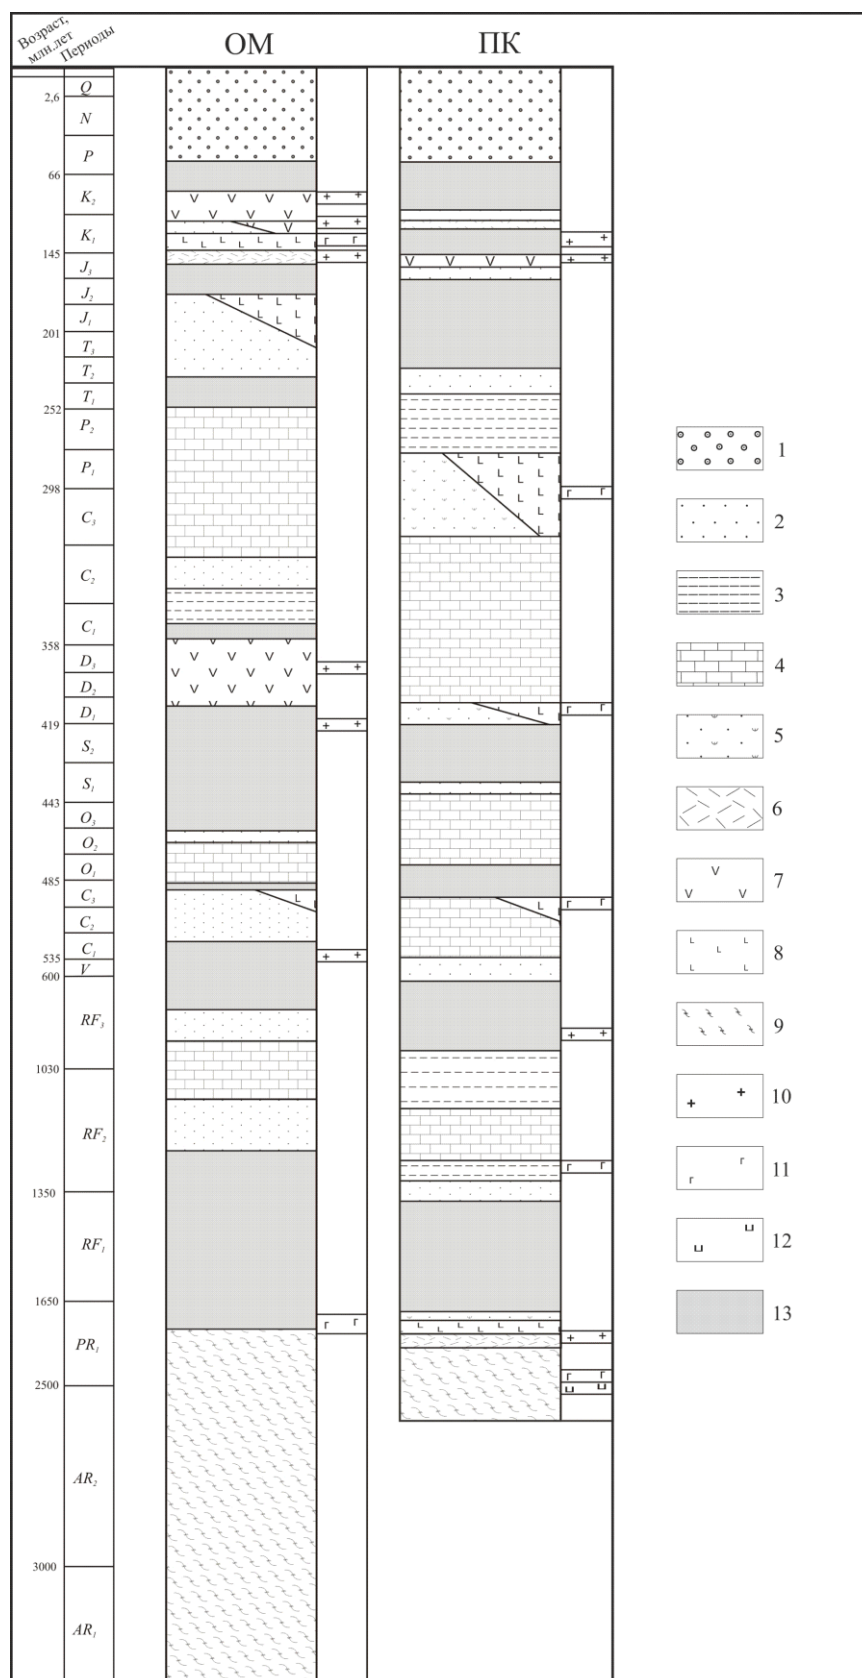 Возраст,
млн.лет
Периоды
ОМ
ПК
Q
2,6
N
P
66
K₂
K₁
145
J₃
J₂
J₁
201
T₃
T₂
T₁
252
P₂
P₁
298
C₃
C₂
C₁
358
D₃
D₂
D₁
419
S₂
S₁
443
O₃
O₂
O₁
485
C₃
C₂
C₁
535
V
600
RF₃
1030
RF₂
1350
RF₁
1650
PR₁
2500
AR₂
3000
AR₁
1
2
3
4
5
6
7
8
9
10
11
12
13